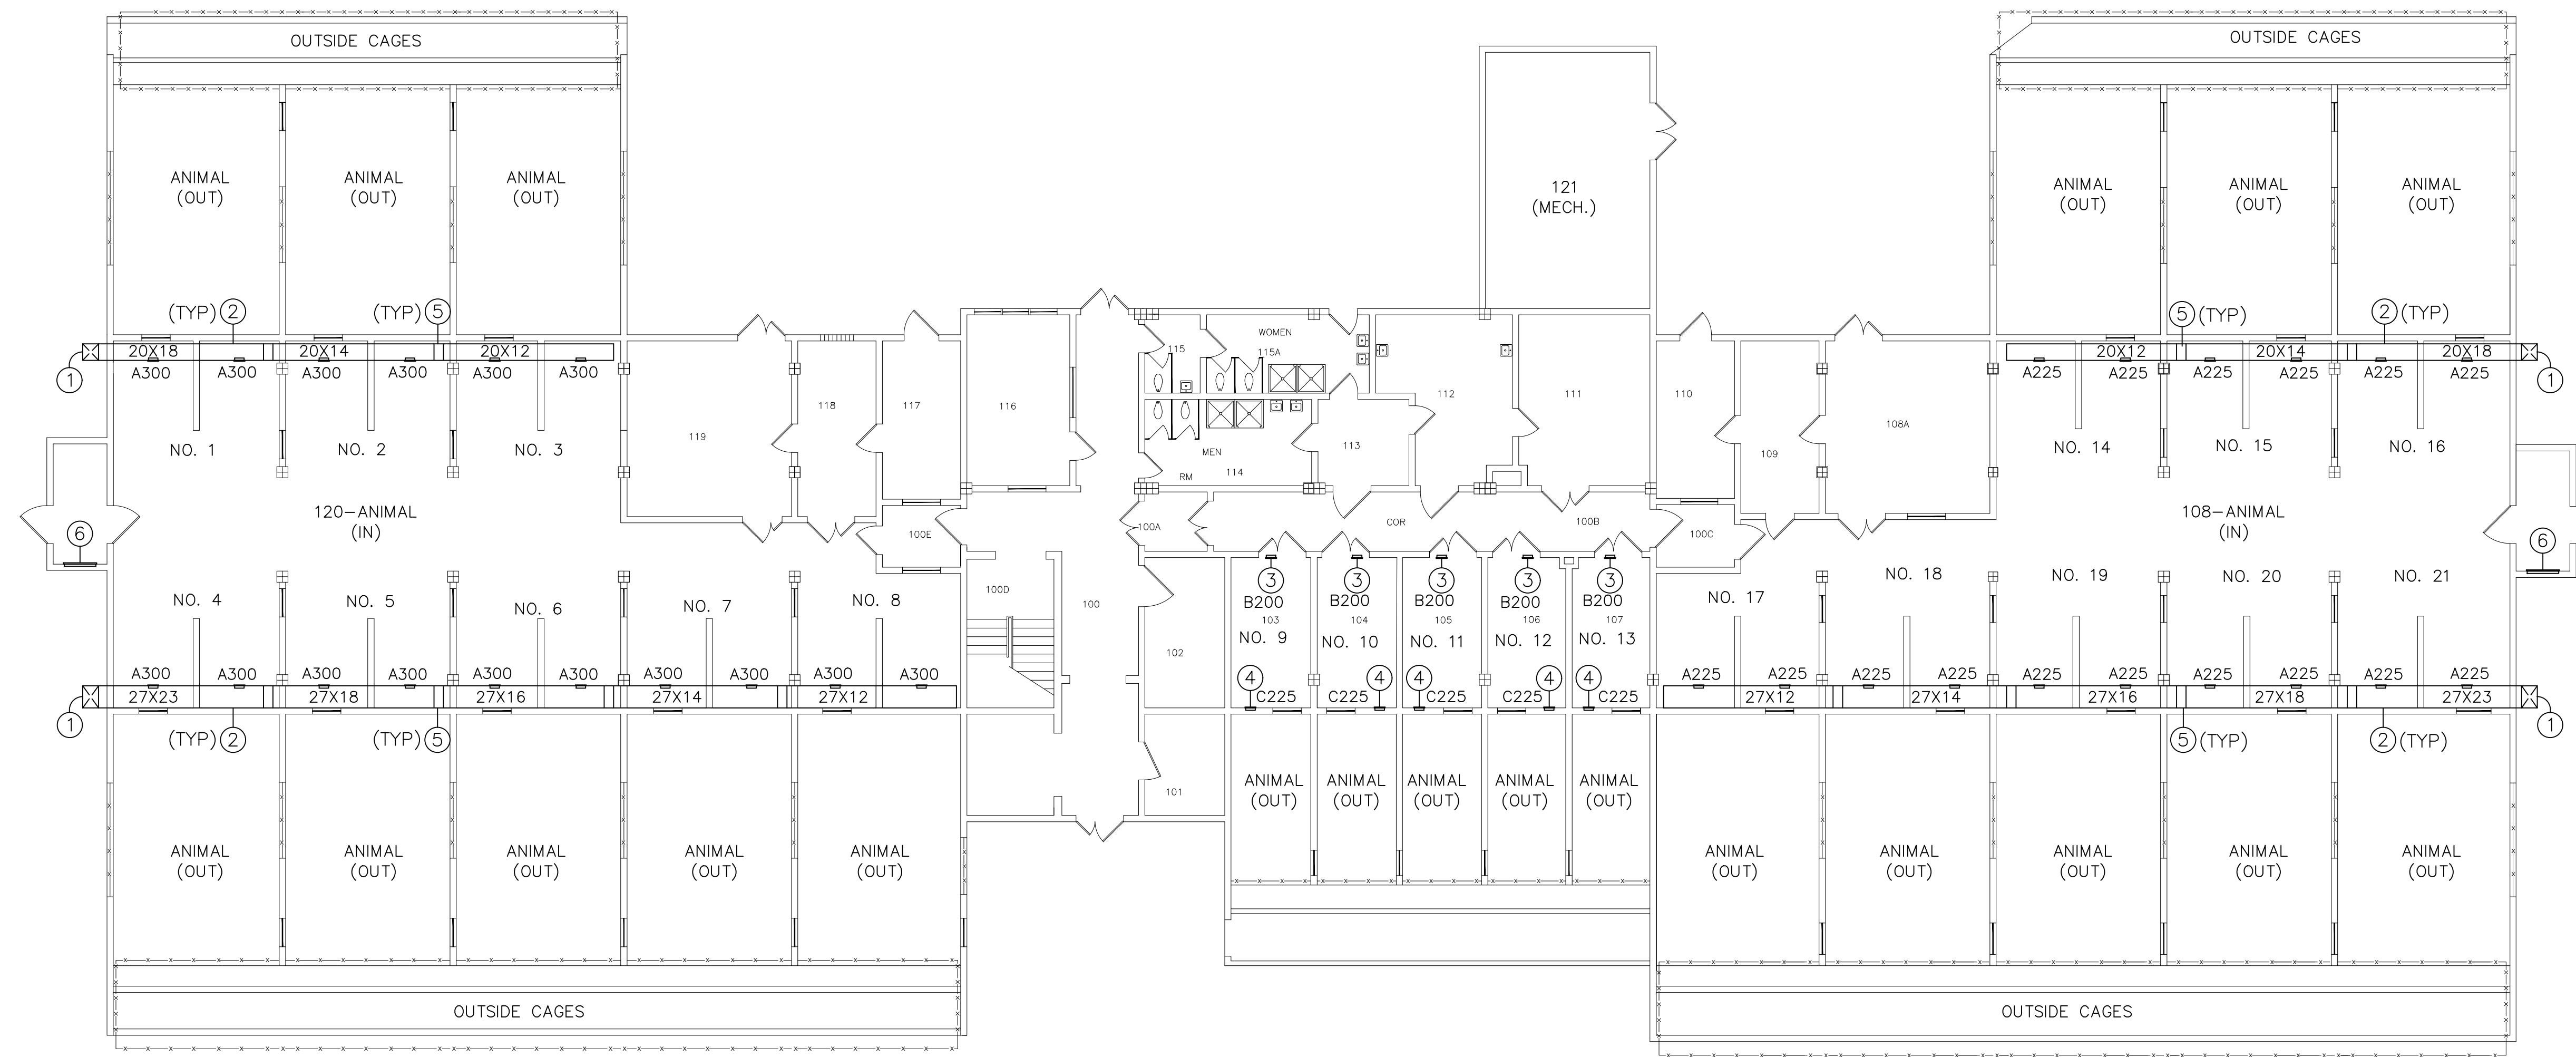 OUTSIDE CAGES
OUTSIDE CAGES
ANIMAL
(OUT)
ANIMAL
(OUT)
ANIMAL
(OUT)
121
(MECH.)
ANIMAL
(OUT)
ANIMAL
(OUT)
ANIMAL
(OUT)
(TYP) 2
(TYP) 5
5 (TYP)
2 (TYP)
1
20X18
20X14
20X12
A300
A300
A300
A300
A300
A300
NO. 1
NO. 2
NO. 3
119
118
117
116
115
WOMEN
115A
MEN
RM
114
113
112
111
110
109
108A
20X12
20X14
20X18
1
A225
A225
A225
A225
A225
A225
NO. 14
NO. 15
NO. 16
6
120-ANIMAL
(IN)
100E
100A
COR
100B
100C
108-ANIMAL
(IN)
6
NO. 4
NO. 5
NO. 6
NO. 7
NO. 8
100D
100
102
3
B200
103
NO. 9
3
B200
104
NO. 10
3
B200
105
NO. 11
3
B200
106
NO. 12
3
B200
107
NO. 13
NO. 17
NO. 18
NO. 19
NO. 20
NO. 21
A300
A300
A300
A300
A300
A300
A300
A300
A300
A300
1
27X23
27X18
27X16
27X14
27X12
4
C225
C225
4
4
C225
C225
4
4
C225
A225
A225
A225
A225
A225
A225
A225
A225
A225
A225
27X12
27X14
27X16
27X18
27X23
1
(TYP) 2
(TYP) 5
5 (TYP)
2 (TYP)
101
ANIMAL
(OUT)
ANIMAL
(OUT)
ANIMAL
(OUT)
ANIMAL
(OUT)
ANIMAL
(OUT)
ANIMAL
(OUT)
ANIMAL
(OUT)
ANIMAL
(OUT)
ANIMAL
(OUT)
ANIMAL
(OUT)
ANIMAL
(OUT)
ANIMAL
(OUT)
ANIMAL
(OUT)
ANIMAL
(OUT)
ANIMAL
(OUT)
OUTSIDE CAGES
OUTSIDE CAGES